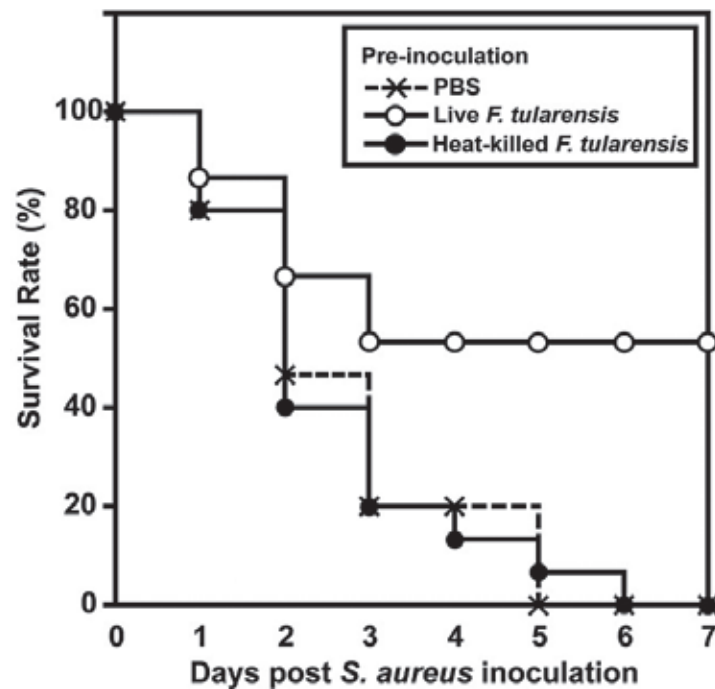 Pre-inoculation
PBS
Live F. tularensis
Heat-killed F. tularensis
100
80
60
40
20
0
Survival Rate (%)
0 1 2 3 4 5 6 7
Days post S. aureus inoculation